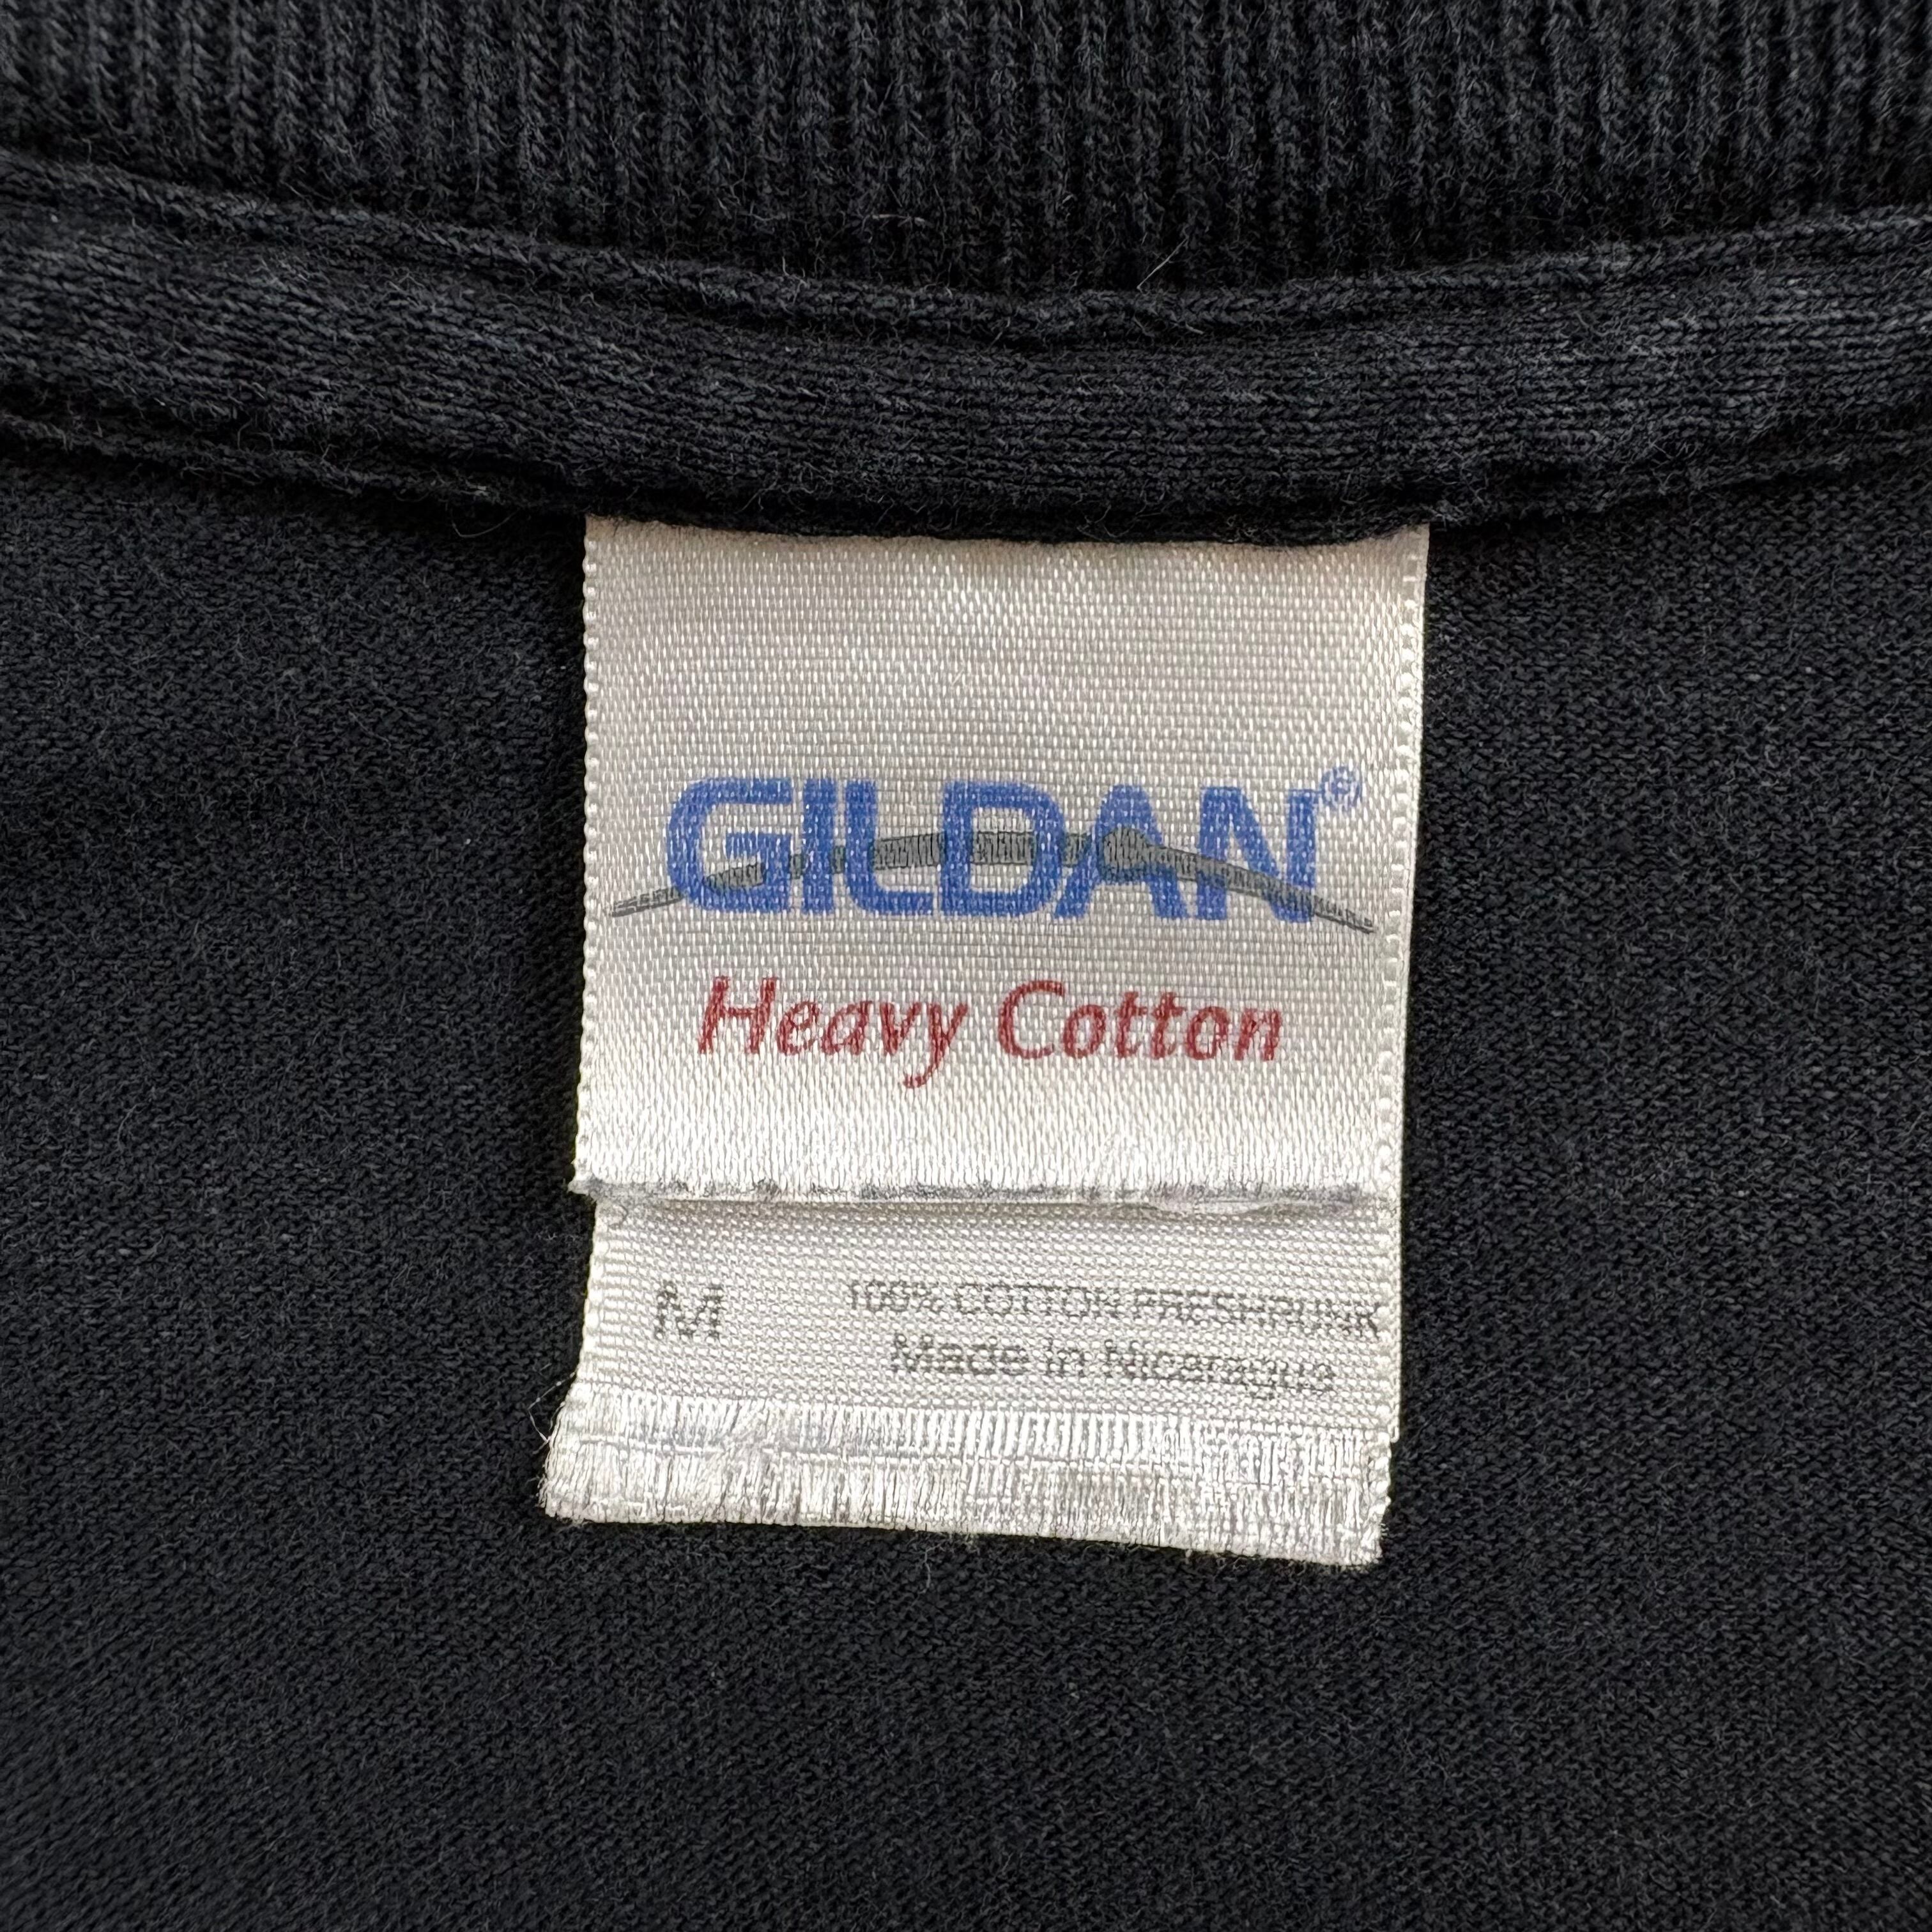 GILDAN®
Heavy Cotton
M 100% COTTON PRESHRUNK
Made in Nicaragua